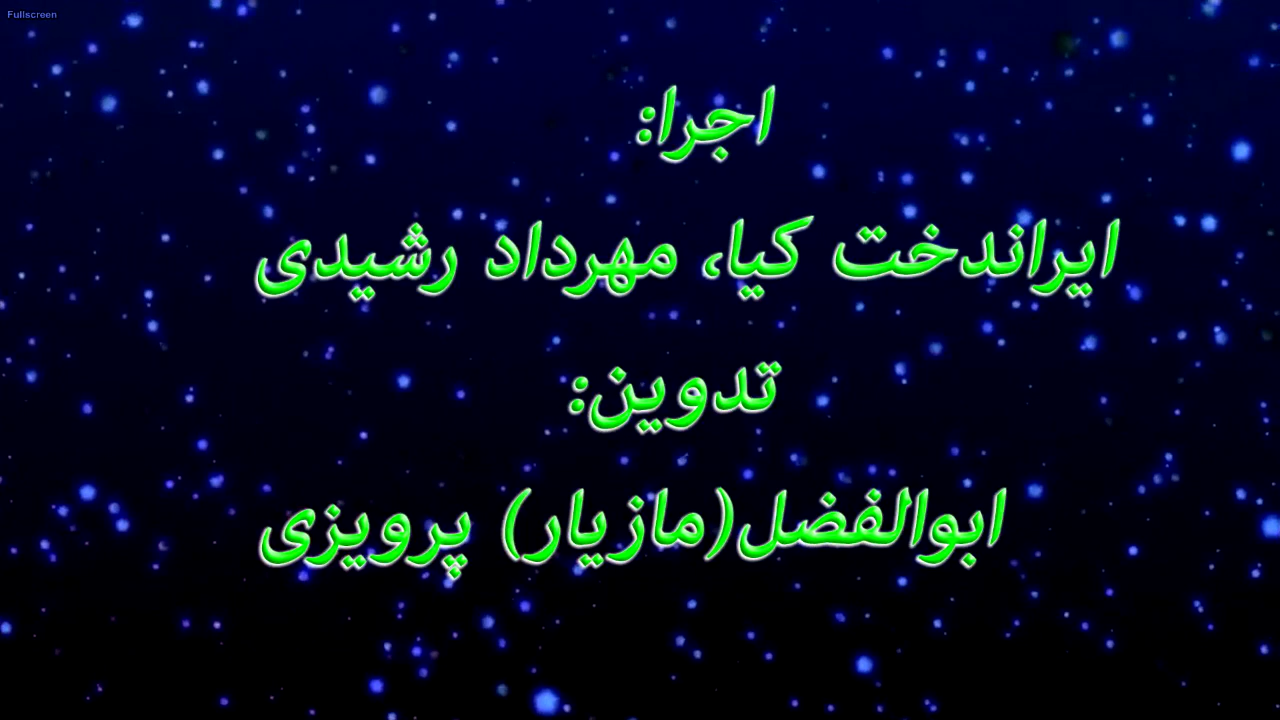 Fullscreen
اجرا:
ایراندخت کیا، مهرداد رشیدی
تدوین:
ابوالفضل(مازیار) پرویزی